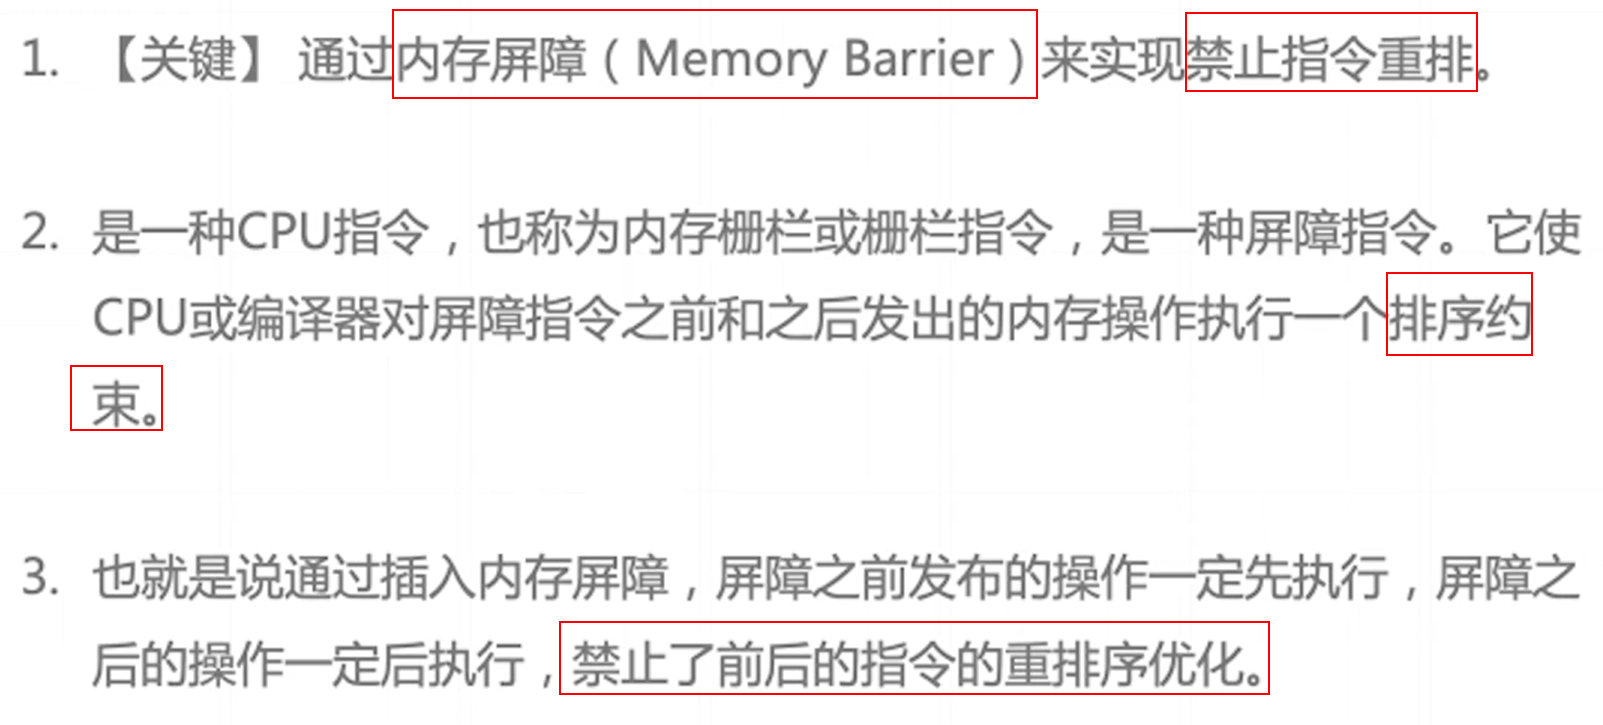 1. 【关键】 通过内存屏障（Memory Barrier）来实现禁止指令重排。
2. 是一种CPU指令，也称为内存栅栏或栅栏指令，是一种屏障指令。它使
CPU或编译器对屏障指令之前和之后发出的内存操作执行一个排序约
束。
3. 也就是说通过插入内存屏障，屏障之前发布的操作一定先执行，屏障之
后的操作一定后执行，禁止了前后的指令的重排序优化。